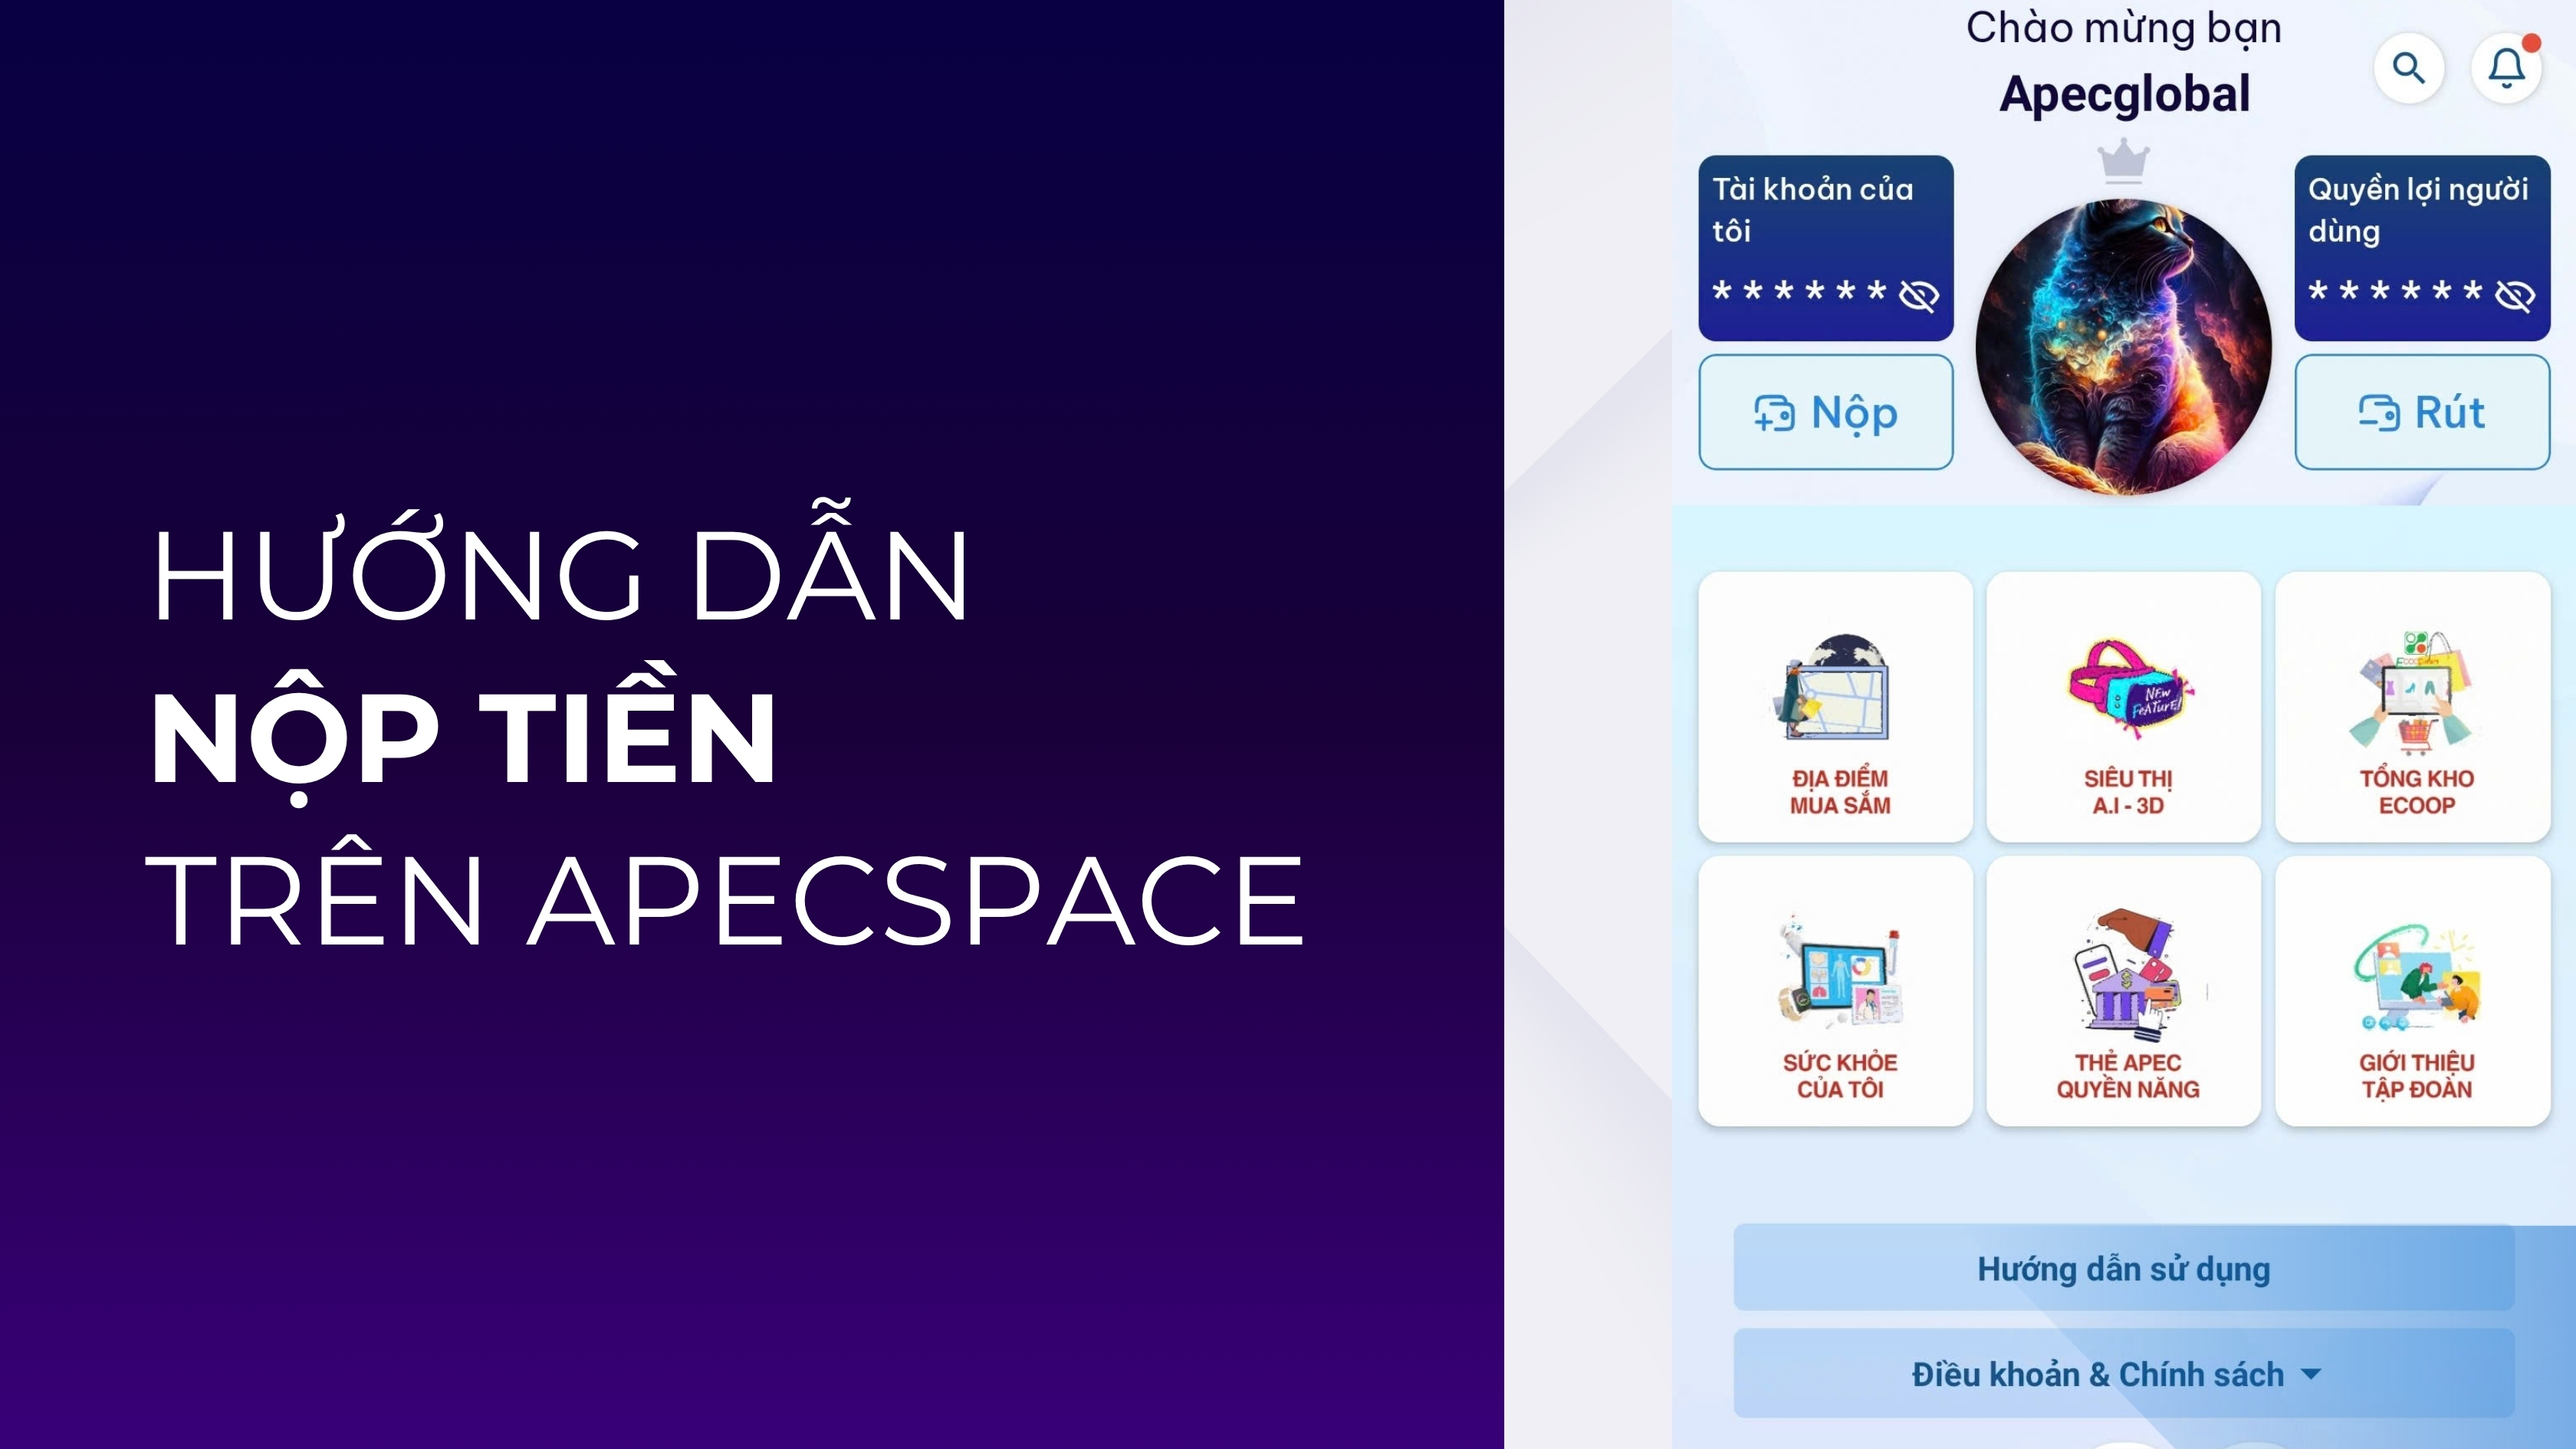 HƯỚNG DẪN
NỘP TIỀN
TRÊN APECSPACE
Chào mừng bạn
Apecglobal
Tài khoản của
tôi
******
Quyền lợi người
dùng
******
Nộp
Rút
ĐỊA ĐIỂM
MUA SẮM
NEW
FEATURE!
SIÊU THỊ
A.I - 3D
TỔNG KHO
ECOOP
SỨC KHỎE
CỦA TÔI
THẺ APEC
QUYỀN NĂNG
GIỚI THIỆU
TẬP ĐOÀN
Hướng dẫn sử dụng
Điều khoản & Chính sách